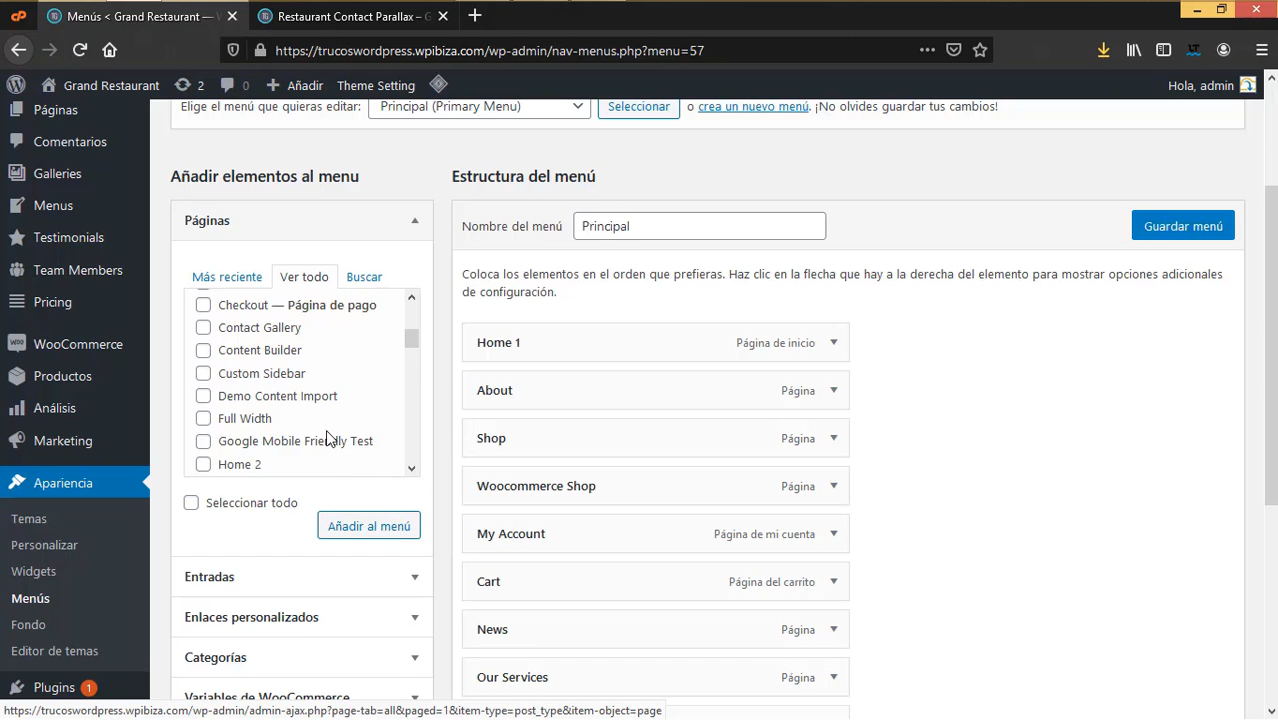 Menús < Grand Restaurant — W
Restaurant Contact Parallax – G
https://trucoswordpress.wpibiza.com/wp-admin/nav-menus.php?menu=57
Grand Restaurant
2
0
Añadir
Theme Setting
Hola, admin
Páginas
Comentarios
Galleries
Menus
Testimonials
Team Members
Pricing
WooCommerce
Productos
Análisis
Marketing
Apariencia
Temas
Personalizar
Widgets
Menús
Fondo
Editor de temas
Plugins 1
Elige el menú que quieras editar: Principal (Primary Menu) Seleccionar o crea un nuevo menú. ¡No olvides guardar tus cambios!
Añadir elementos al menu
Páginas
Más reciente Ver todo Buscar
Checkout — Página de pago
Contact Gallery
Content Builder
Custom Sidebar
Demo Content Import
Full Width
Google Mobile Friendly Test
Home 2
Seleccionar todo
Añadir al menú
Entradas
Enlaces personalizados
Categorías
Variables de WooCommerce
Estructura del menú
Nombre del menú Principal Guardar menú
Coloca los elementos en el orden que prefieras. Haz clic en la flecha que hay a la derecha del elemento para mostrar opciones adicionales
de configuración.
Home 1 Página de inicio
About Página
Shop Página
Woocommerce Shop Página
My Account Página de mi cuenta
Cart Página del carrito
News Página
Our Services Página
https://trucoswordpress.wpibiza.com/wp-admin/admin-ajax.php?page-tab=all&paged=1&item-type=post_type&item-object=page